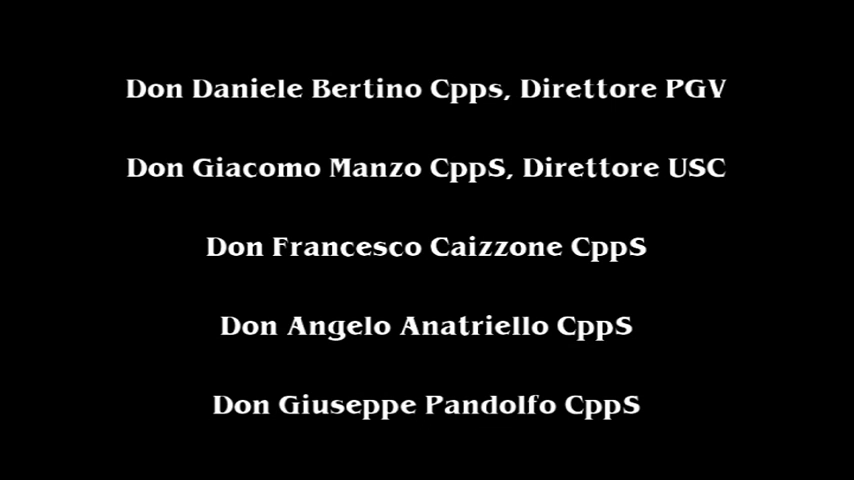 Don Daniele Bertino Cpps, Direttore PGV
Don Giacomo Manzo CppS, Direttore USC
Don Francesco Caizzone CppS
Don Angelo Anatriello CppS
Don Giuseppe Pandolfo CppS